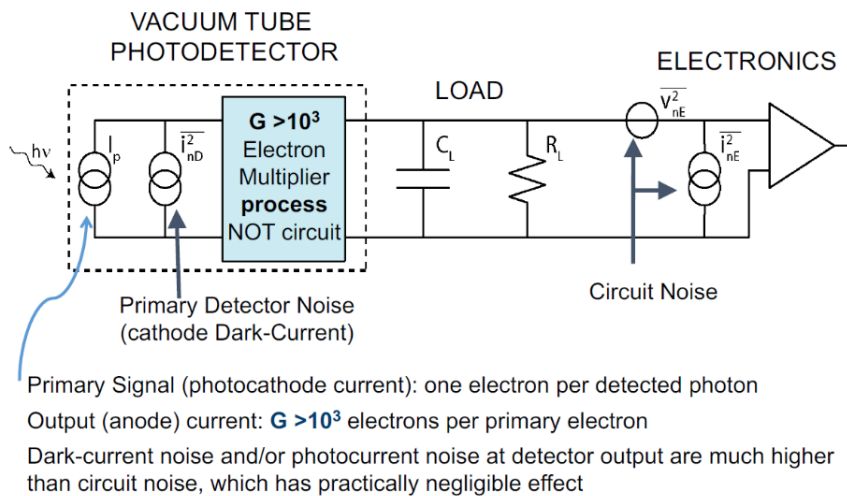 VACUUM TUBE
PHOTODETECTOR
ELECTRONICS
LOAD
hν
I_p
i²_nD
G >10³
Electron
Multiplier
process
NOT circuit
C_L
R_L
v²_nE
i²_nE
Primary Detector Noise
(cathode Dark-Current)
Circuit Noise
Primary Signal (photocathode current): one electron per detected photon
Output (anode) current: G >10³ electrons per primary electron
Dark-current noise and/or photocurrent noise at detector output are much higher
than circuit noise, which has practically negligible effect